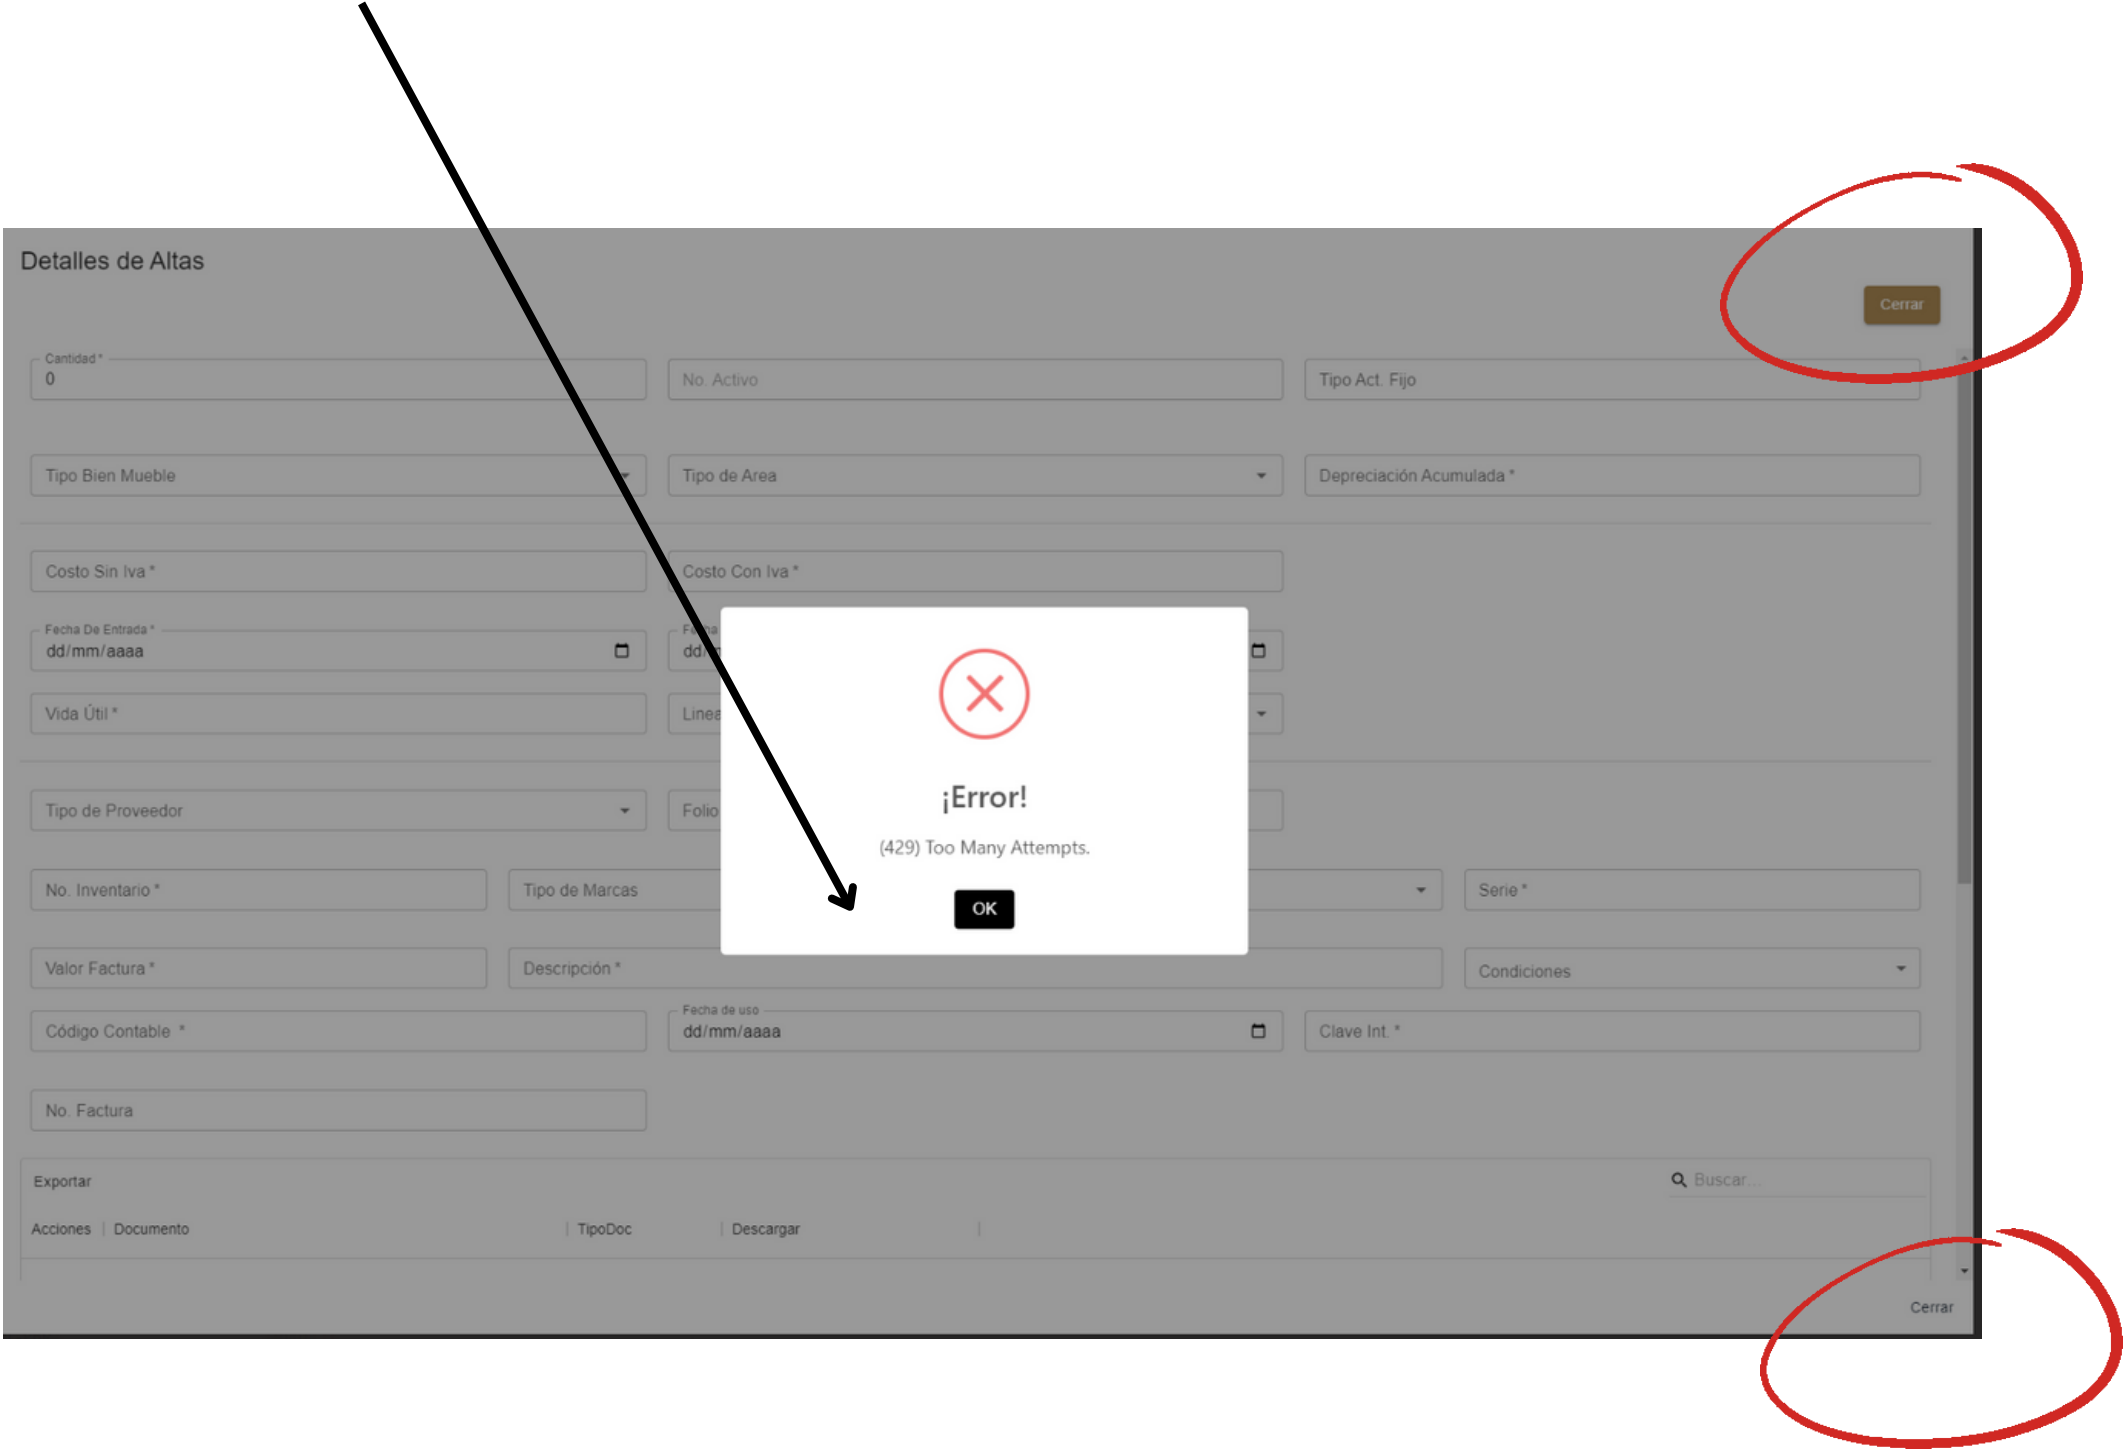 Detalles de Altas
Cerrar
Cantidad *
0
No. Activo
Tipo Act. Fijo
Tipo Bien Mueble
Tipo de Area
Depreciación Acumulada *
Costo Sin Iva *
Costo Con Iva *
Fecha De Entrada *
dd/mm/aaaa
Vida Útil *
¡Error!
(429) Too Many Attempts.
OK
Tipo de Proveedor
Folio
No. Inventario *
Tipo de Marcas
Serie *
Valor Factura *
Descripción *
Condiciones
Código Contable *
Fecha de uso
dd/mm/aaaa
Clave Int. *
No. Factura
Exportar
Buscar...
Acciones
Documento
TipoDoc
Descargar
Cerrar